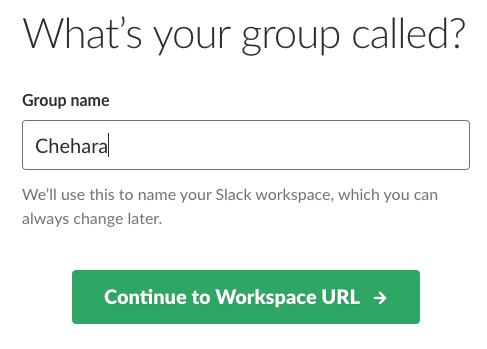 What's your group called?
Group name
Chehara
We'll use this to name your Slack workspace, which you can
always change later.
Continue to Workspace URL →